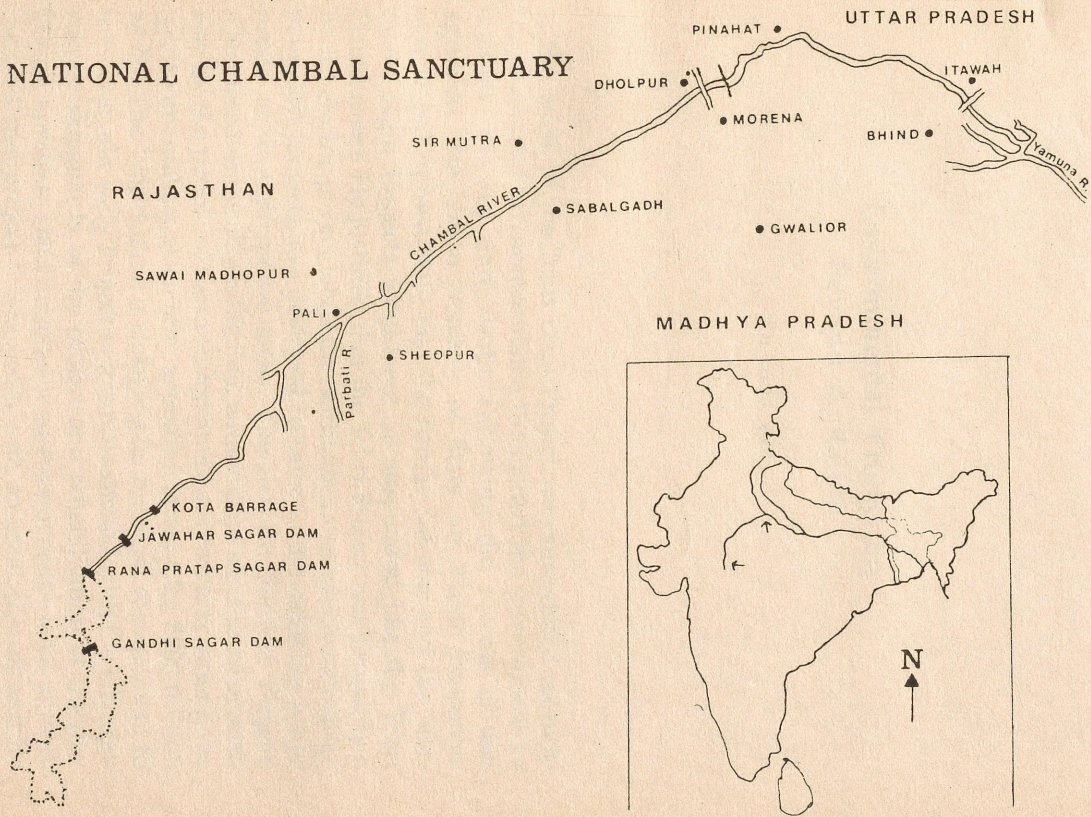 UTTAR PRADESH
PINAHAT
NATIONAL CHAMBAL SANCTUARY
ITAWAH
DHOLPUR
MORENA
BHIND
SIR MUTRA
Yamuna R.
RAJASTHAN
CHAMBAL RIVER
SABALGADH
GWALIOR
SAWAI MADHOPUR
PALI
MADHYA PRADESH
SHEOPUR
Parbati R.
KOTA BARRAGE
JAWAHAR SAGAR DAM
RANA PRATAP SAGAR DAM
GANDHI SAGAR DAM
N